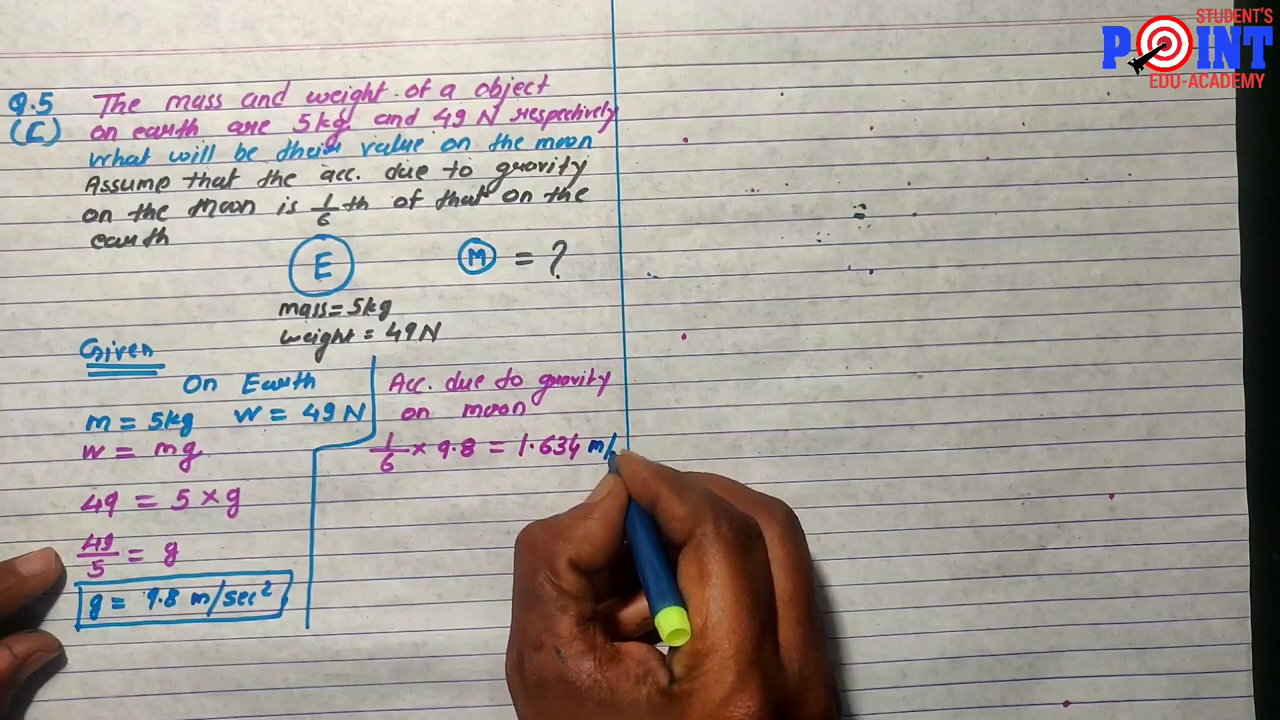 STUDENT'S
POINT
EDU-ACADEMY
Q.5 The mass and weight of a object
(C) on earth are 5kg and 49 N respectively
What will be their value on the moon
Assume that the acc. due to gravity
on the moon is 1/6 th of that on the
earth
E M = ?
mass = 5kg
weight = 49N
Given
On Earth
m = 5kg W = 49 N
W = mg
49 = 5 × g
49/5 = g
g = 9.8 m/sec²
Acc. due to gravity
on moon
1/6 × 9.8 = 1.634 m/